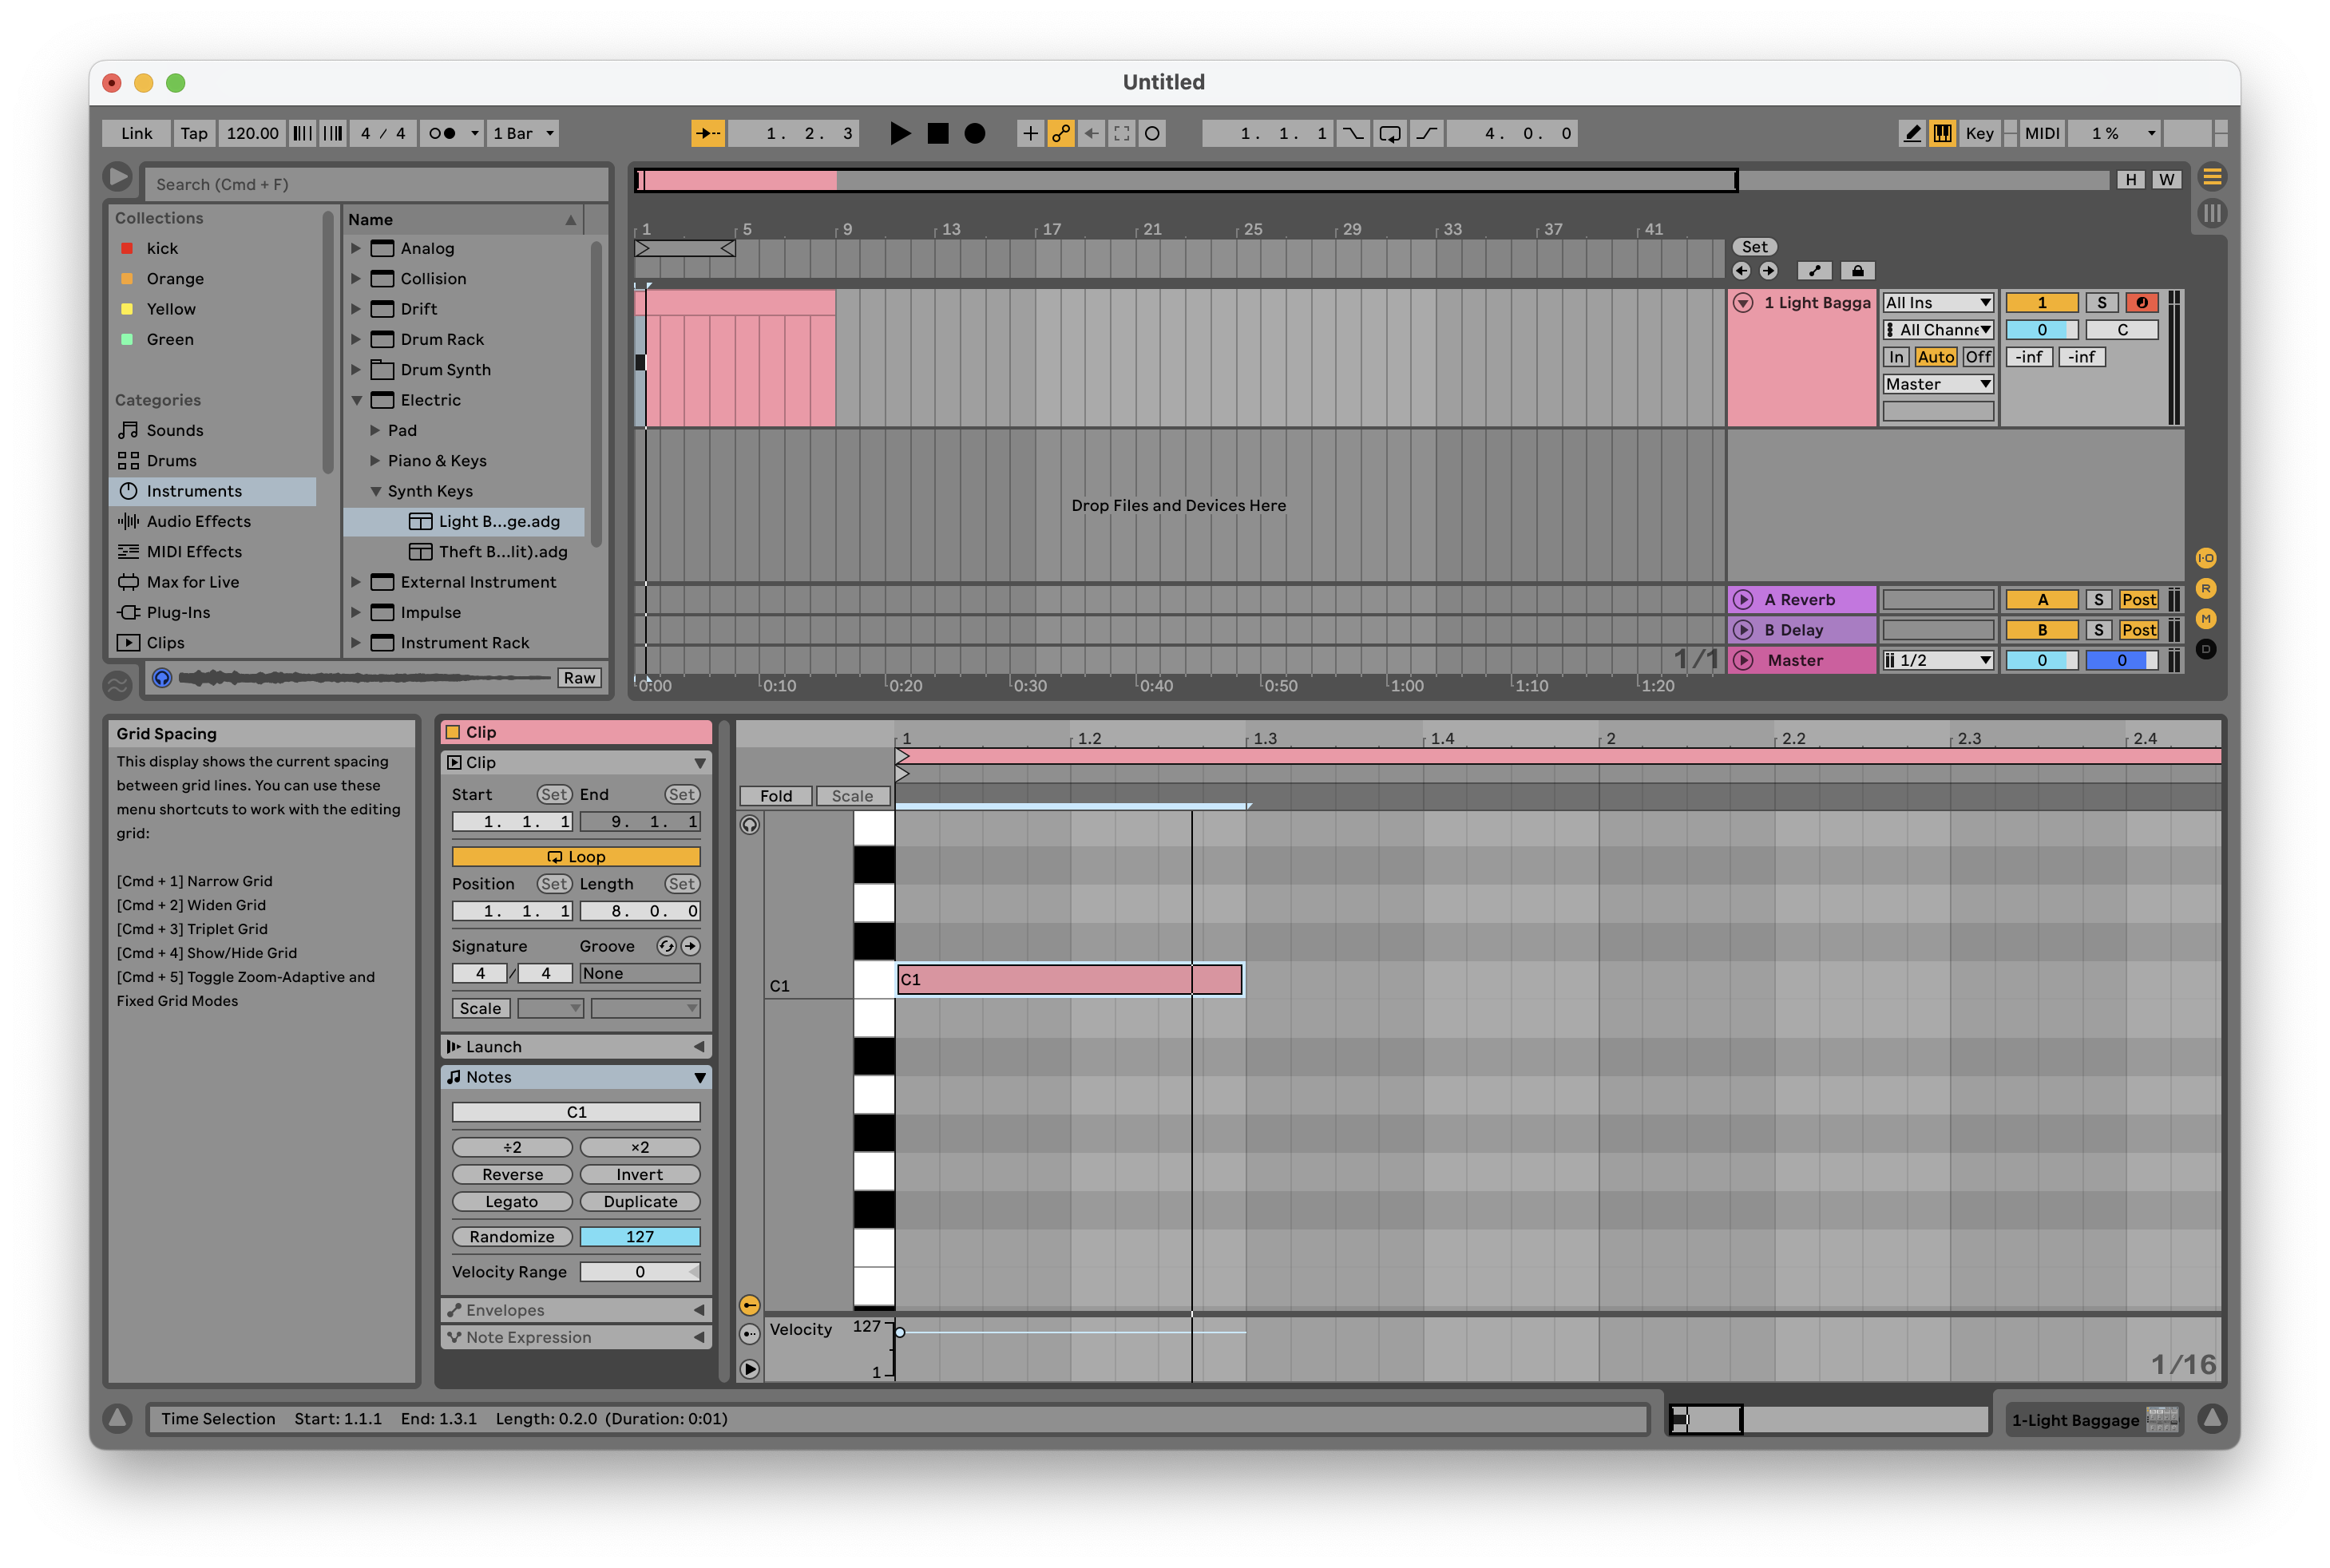 Untitled
Link Tap 120.00 4 / 4 1 Bar 1. 2. 3 1. 1. 1 4. 0. 0 Key MIDI 1 %
Search (Cmd + F)
Collections
kick
Orange
Yellow
Green
Categories
Sounds
Drums
Instruments
Audio Effects
MIDI Effects
Max for Live
Plug-Ins
Clips
Name
Analog
Collision
Drift
Drum Rack
Drum Synth
Electric
Pad
Piano & Keys
Synth Keys
Light B...ge.adg
Theft B...lit).adg
External Instrument
Impulse
Instrument Rack
Raw
H W
1 5 9 13 17 21 25 29 33 37 41
Set
1 Light Bagga All Ins 1 S
All Channe 0 C
In Auto Off -inf -inf
Master
Drop Files and Devices Here
A Reverb A S Post
B Delay B S Post
1/1 Master 1/2 0 0
0:00 0:10 0:20 0:30 0:40 0:50 1:00 1:10 1:20
I·O
R
M
D
Grid Spacing
This display shows the current spacing
between grid lines. You can use these
menu shortcuts to work with the editing
grid:
[Cmd + 1] Narrow Grid
[Cmd + 2] Widen Grid
[Cmd + 3] Triplet Grid
[Cmd + 4] Show/Hide Grid
[Cmd + 5] Toggle Zoom-Adaptive and
Fixed Grid Modes
Clip
Clip
Start Set End Set
1. 1. 1 9. 1. 1
Loop
Position Set Length Set
1. 1. 1 8. 0. 0
Signature Groove
4 / 4 None
Scale
Launch
Notes
C1
÷2 ×2
Reverse Invert
Legato Duplicate
Randomize 127
Velocity Range 0
Envelopes
Note Expression
1 1.2 1.3 1.4 2 2.2 2.3 2.4
Fold Scale
C1 C1
Velocity 127
1
1/16
Time Selection Start: 1.1.1 End: 1.3.1 Length: 0.2.0 (Duration: 0:01)
1-Light Baggage